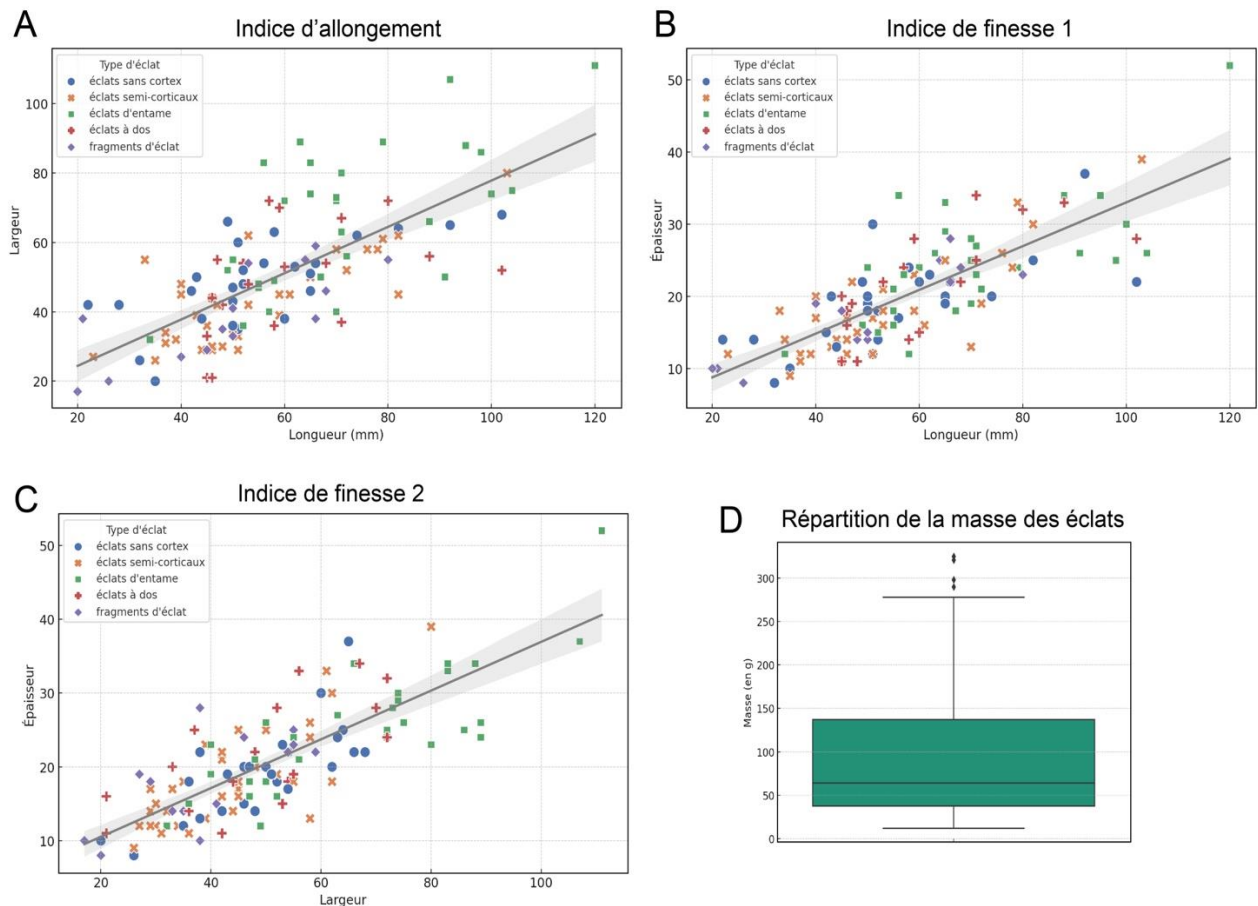 A
Indice d’allongement
Type d'éclat
éclats sans cortex
éclats semi-corticaux
éclats d'entame
éclats à dos
fragments d'éclat
Largeur
100
80
60
40
20
20 40 60 80 100 120
Longueur (mm)
B
Indice de finesse 1
Type d'éclat
éclats sans cortex
éclats semi-corticaux
éclats d'entame
éclats à dos
fragments d'éclat
Épaisseur
50
40
30
20
10
20 40 60 80 100 120
Longueur (mm)
C
Indice de finesse 2
Type d'éclat
éclats sans cortex
éclats semi-corticaux
éclats d'entame
éclats à dos
fragments d'éclat
Épaisseur
50
40
30
20
10
20 40 60 80 100
Largeur
D
Répartition de la masse des éclats
Masse (en g)
300
250
200
150
100
50
0